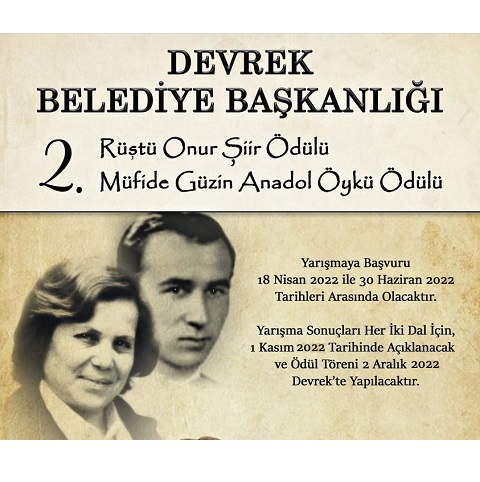 DEVREK
BELEDİYE BAŞKANLIĞI
2. Rüştü Onur Şiir Ödülü
Müfide Güzin Anadol Öykü Ödülü
Yarışmaya Başvuru
18 Nisan 2022 ile 30 Haziran 2022
Tarihleri Arasında Olacaktır.
Yarışma Sonuçları Her İki Dal İçin,
1 Kasım 2022 Tarihinde Açıklanacak
ve Ödül Töreni 2 Aralık 2022
Devrek'te Yapılacaktır.